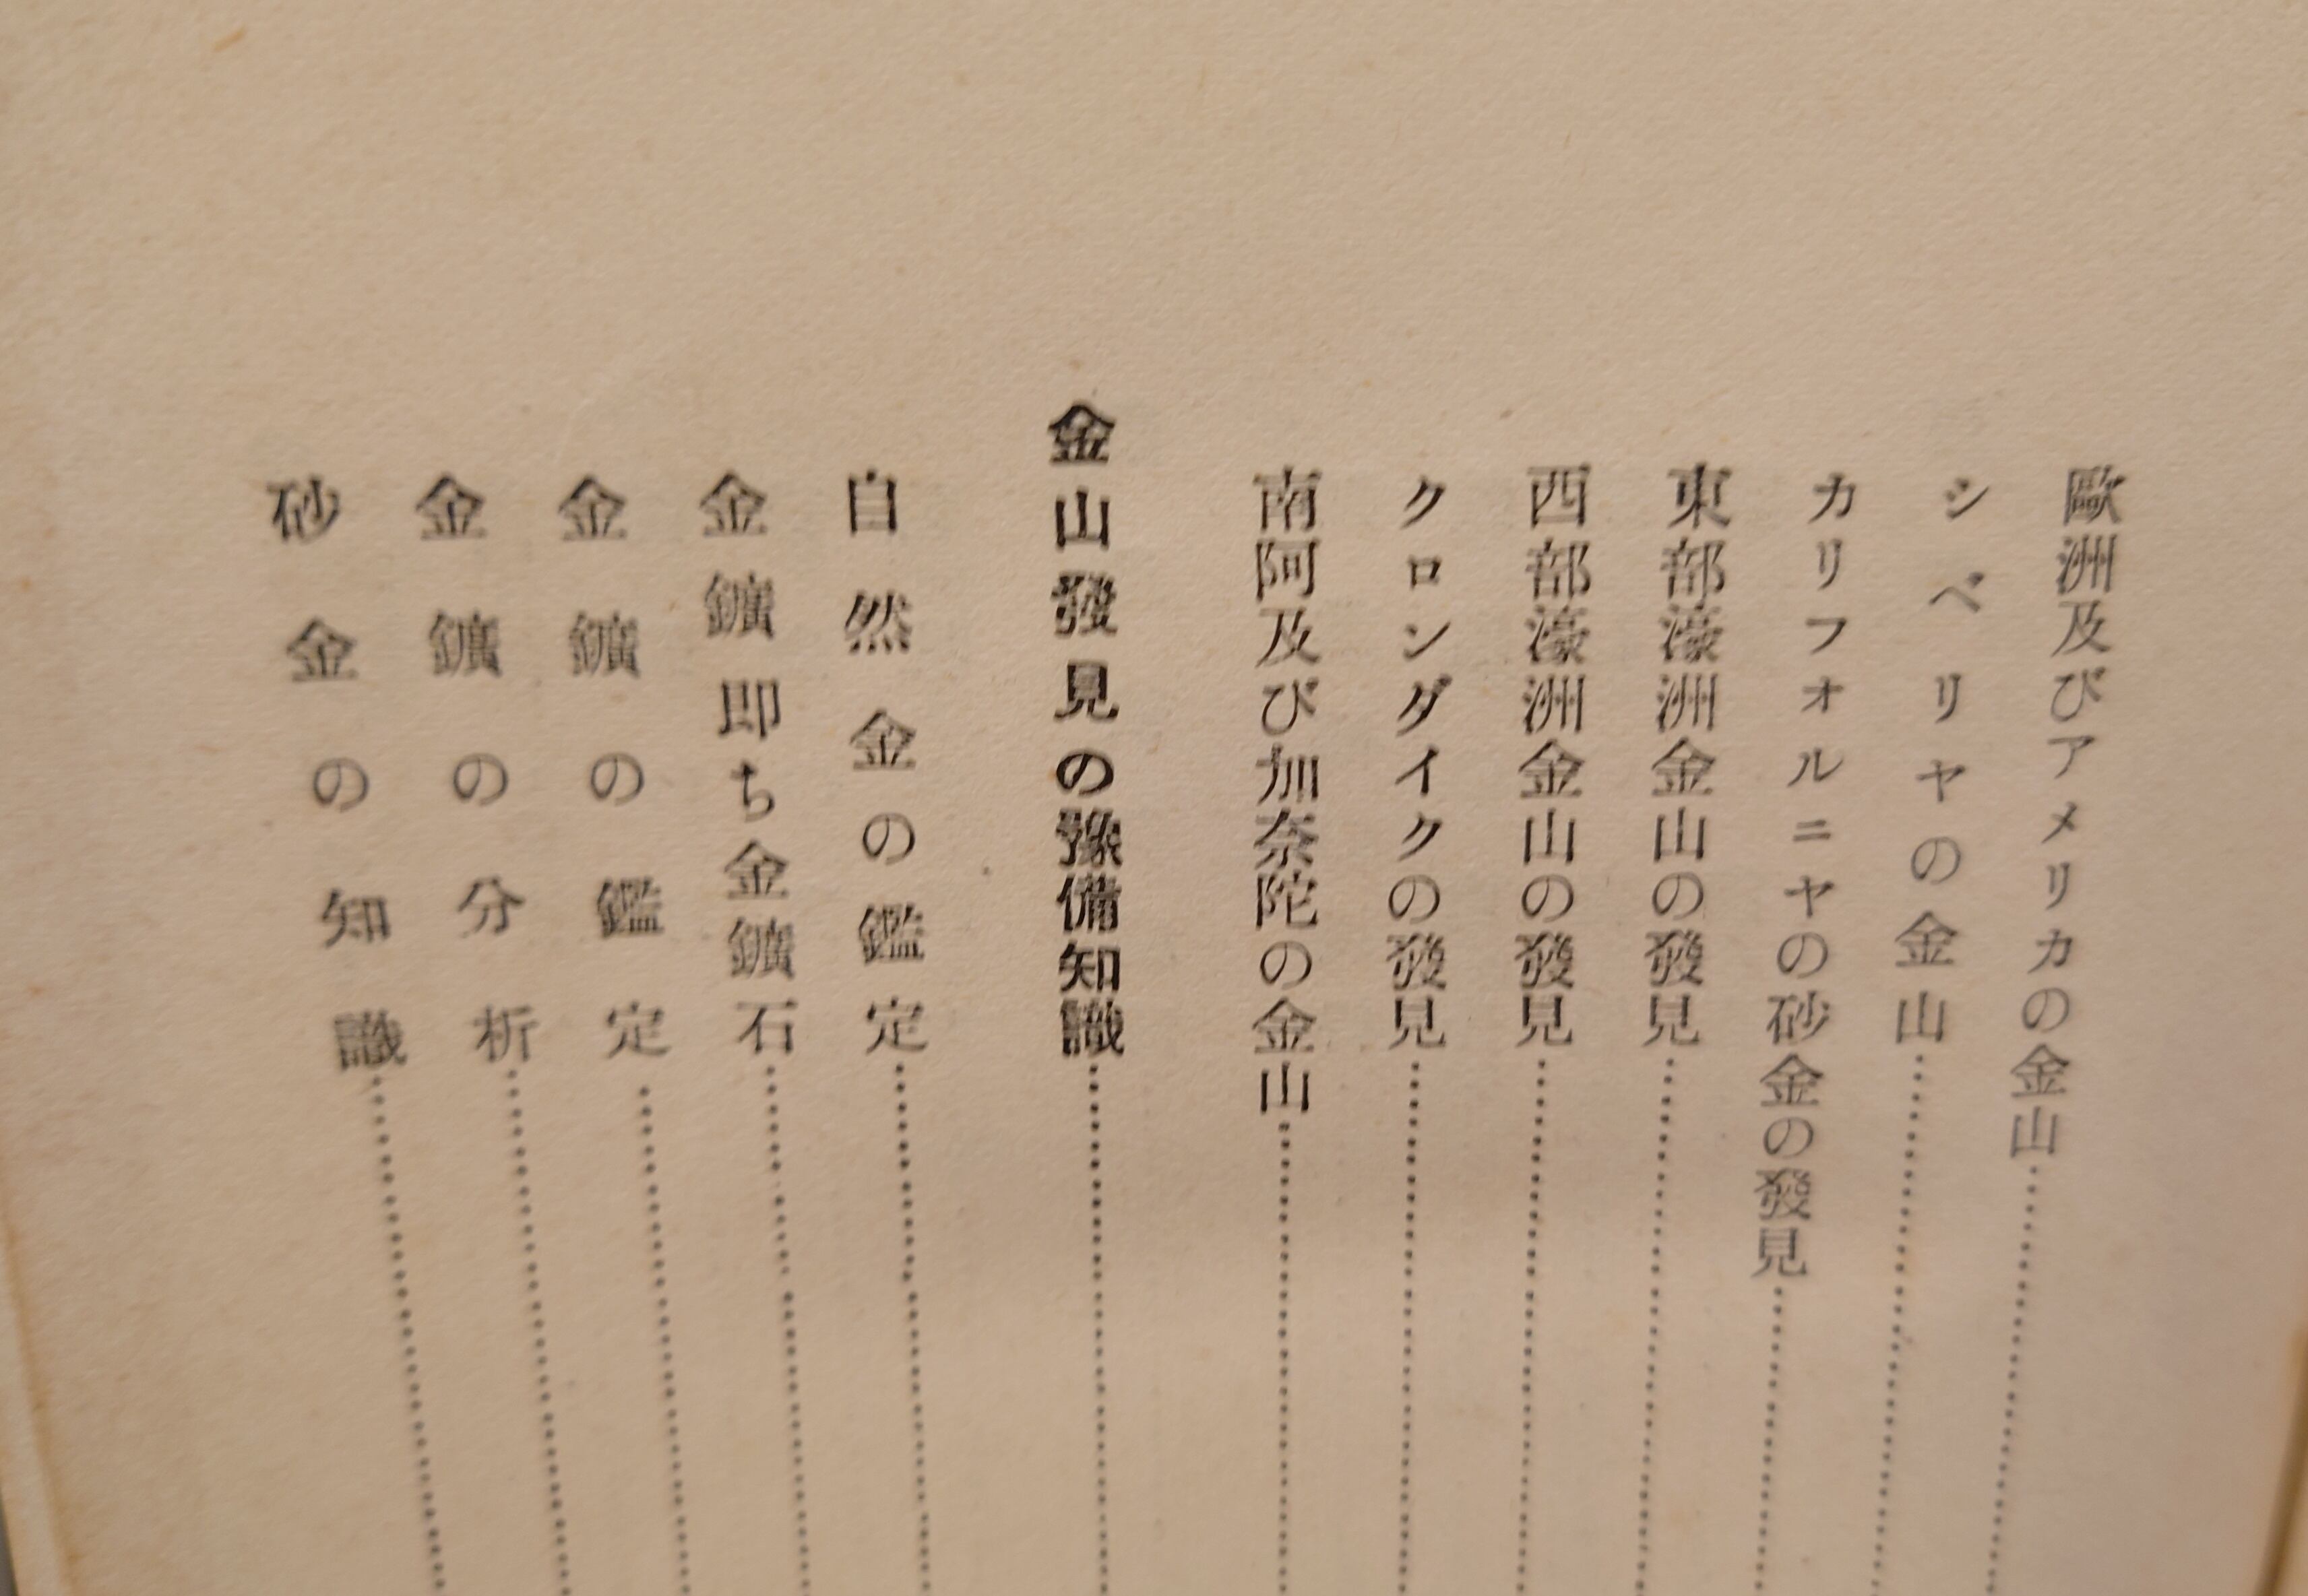 歐洲及びアメリカの金山…………
シベリヤの金山…………
カリフオルニヤの砂金の發見…………
東部濠洲金山の發見…………
西部濠洲金山の發見…………
クロンダイクの發見…………
南阿及び加奈陀の金山…………
金山發見の豫備知識…………
自然金の鑑定…………
金鑛即ち金鑛石…………
金鑛の鑑定…………
金鑛の分析…………
砂金の知識…………